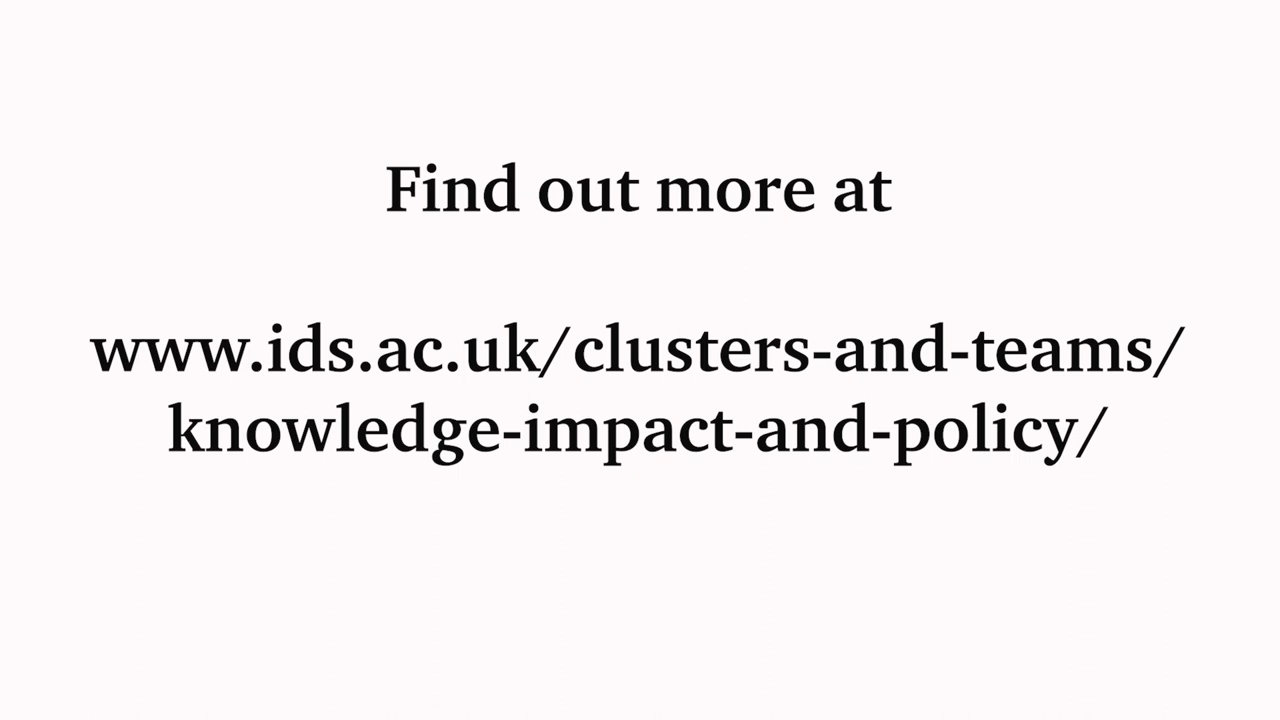 Find out more at
www.ids.ac.uk/clusters-and-teams/
knowledge-impact-and-policy/